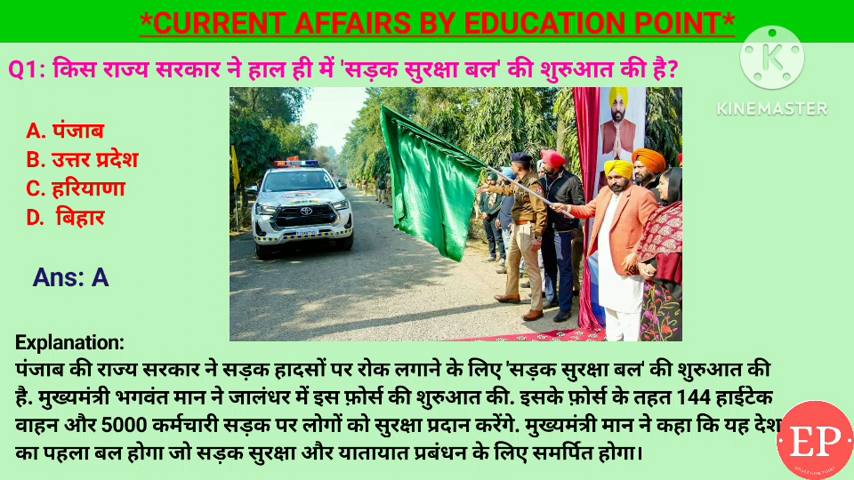 *CURRENT AFFAIRS BY EDUCATION POINT*
Q1: किस राज्य सरकार ने हाल ही में 'सड़क सुरक्षा बल' की शुरुआत की है?
KINEMASTER
A. पंजाब
B. उत्तर प्रदेश
C. हरियाणा
D. बिहार
Ans: A
Explanation:
पंजाब की राज्य सरकार ने सड़क हादसों पर रोक लगाने के लिए 'सड़क सुरक्षा बल' की शुरुआत की
है. मुख्यमंत्री भगवंत मान ने जालंधर में इस फ़ोर्स की शुरुआत की. इसके फ़ोर्स के तहत 144 हाईटेक
वाहन और 5000 कर्मचारी सड़क पर लोगों को सुरक्षा प्रदान करेंगे. मुख्यमंत्री मान ने कहा कि यह देश
का पहला बल होगा जो सड़क सुरक्षा और यातायात प्रबंधन के लिए समर्पित होगा।
EP